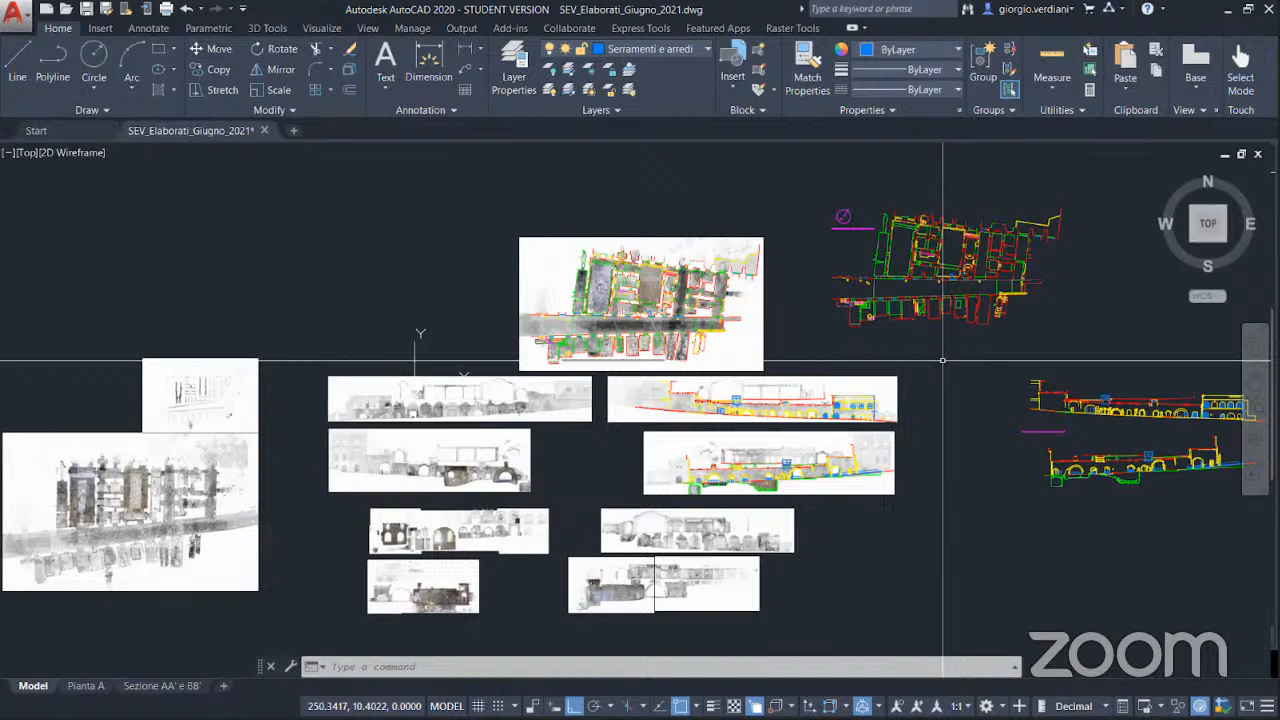 Autodesk AutoCAD 2020 - STUDENT VERSION SEV_Elaborati_Giugno_2021.dwg
Type a keyword or phrase
giorgio.verdiani
Home Insert Annotate Parametric 3D Tools Visualize View Manage Output Add-ins Collaborate Express Tools Featured Apps Raster Tools
Line Polyline Circle Arc
Move Rotate
Copy Mirror
Stretch Scale
Text Dimension
Layer Properties
Serramenti e arredi
Insert
Match Properties
ByLayer
ByLayer
ByLayer
Group Measure Paste Base Select Mode
Draw Modify Annotation Layers Block Properties Groups Utilities Clipboard View Touch
Start SEV_Elaborati_Giugno_2021*
[−][Top][2D Wireframe]
N
W TOP E
S
WCS
Y
zoom
Type a command
Model Pianta A Sezione AA' e BB'
250.3417, 10.4022, 0.0000 MODEL 1:1 Decimal